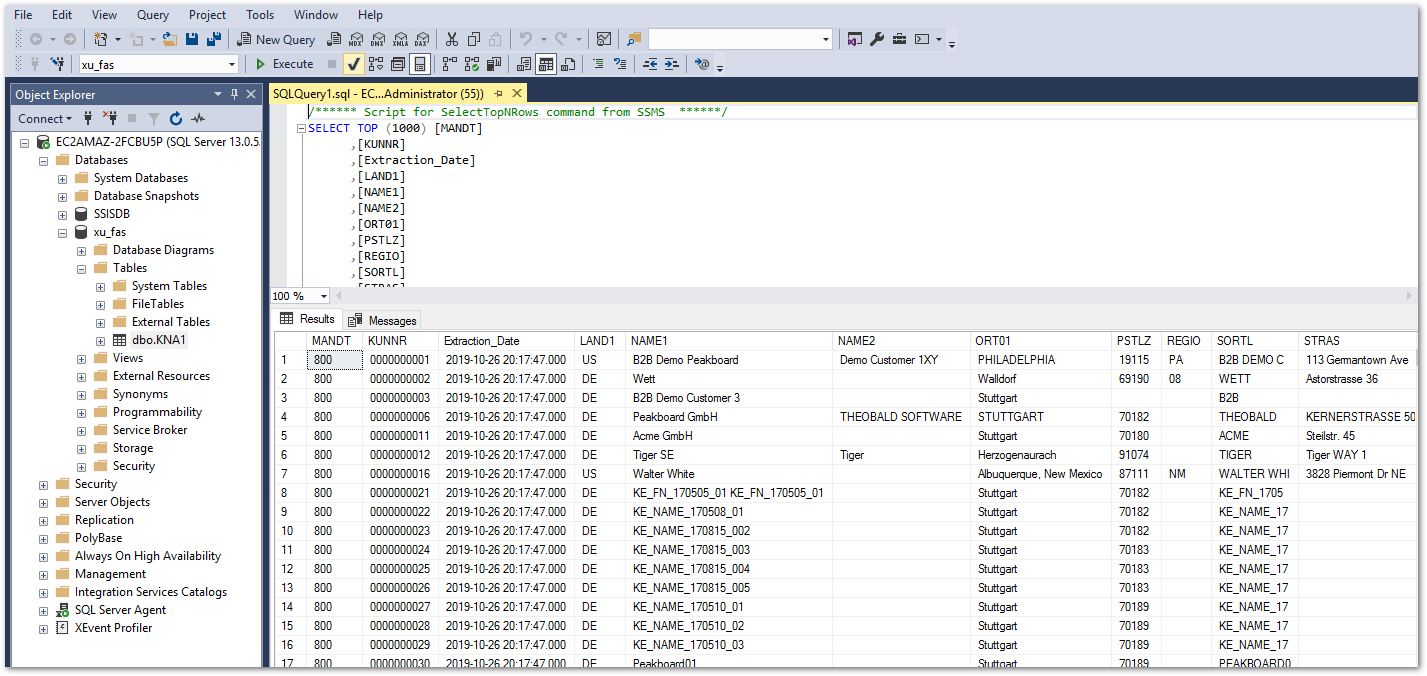 File Edit View Query Project Tools Window Help
New Query MDX DMX XMLA DAX
xu_fas Execute
Object Explorer
Connect
EC2AMAZ-2FCBU5P (SQL Server 13.0.5
Databases
System Databases
Database Snapshots
SSISDB
xu_fas
Database Diagrams
Tables
System Tables
FileTables
External Tables
dbo.KNA1
Views
External Resources
Synonyms
Programmability
Service Broker
Storage
Security
Security
Server Objects
Replication
PolyBase
Always On High Availability
Management
Integration Services Catalogs
SQL Server Agent
XEvent Profiler
SQLQuery1.sql - EC...Administrator (55))
/****** Script for SelectTopNRows command from SSMS ******/
SELECT TOP (1000) [MANDT]
,[KUNNR]
,[Extraction_Date]
,[LAND1]
,[NAME1]
,[NAME2]
,[ORT01]
,[PSTLZ]
,[REGIO]
,[SORTL]
,[STRAS]
100 %
Results Messages
MANDT KUNNR Extraction_Date LAND1 NAME1 NAME2 ORT01 PSTLZ REGIO SORTL STRAS
1 800 0000000001 2019-10-26 20:17:47.000 US B2B Demo Peakboard Demo Customer 1XY PHILADELPHIA 19115 PA B2B DEMO C 113 Germantown Ave
2 800 0000000002 2019-10-26 20:17:47.000 DE Wett Walldorf 69190 08 WETT Astorstrasse 36
3 800 0000000003 2019-10-26 20:17:47.000 DE B2B Demo Customer 3 Stuttgart B2B
4 800 0000000006 2019-10-26 20:17:47.000 DE Peakboard GmbH THEOBALD SOFTWARE STUTTGART 70182 THEOBALD KERNERSTRASSE 50
5 800 0000000011 2019-10-26 20:17:47.000 DE Acme GmbH Stuttgart 70180 ACME Steilstr. 45
6 800 0000000012 2019-10-26 20:17:47.000 DE Tiger SE Tiger Herzogenaurach 91074 TIGER Tiger WAY 1
7 800 0000000016 2019-10-26 20:17:47.000 US Walter White Albuquerque, New Mexico 87111 NM WALTER WHI 3828 Piermont Dr NE
8 800 0000000021 2019-10-26 20:17:47.000 DE KE_FN_170505_01 KE_FN_170505_01 Stuttgart 70182 KE_FN_1705
9 800 0000000022 2019-10-26 20:17:47.000 DE KE_NAME_170508_01 Stuttgart 70182 KE_NAME_17
10 800 0000000023 2019-10-26 20:17:47.000 DE KE_NAME_170815_002 Stuttgart 70182 KE_NAME_17
11 800 0000000024 2019-10-26 20:17:47.000 DE KE_NAME_170815_003 Stuttgart 70183 KE_NAME_17
12 800 0000000025 2019-10-26 20:17:47.000 DE KE_NAME_170815_004 Stuttgart 70183 KE_NAME_17
13 800 0000000026 2019-10-26 20:17:47.000 DE KE_NAME_170815_005 Stuttgart 70183 KE_NAME_17
14 800 0000000027 2019-10-26 20:17:47.000 DE KE_NAME_170510_01 Stuttgart 70189 KE_NAME_17
15 800 0000000028 2019-10-26 20:17:47.000 DE KE_NAME_170510_02 Stuttgart 70189 KE_NAME_17
16 800 0000000029 2019-10-26 20:17:47.000 DE KE_NAME_170510_03 Stuttgart 70189 KE_NAME_17
17 800 0000000030 2019-10-26 20:17:47.000 DE Peakboard01 Stuttgart 70189 PEAKBOARD0